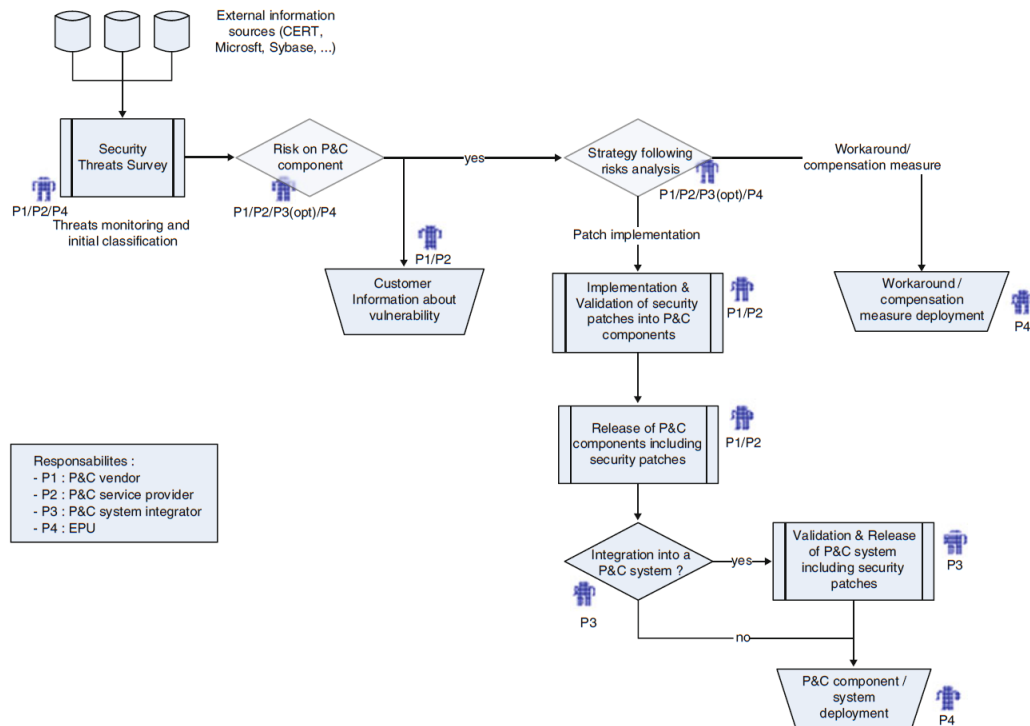 External information
sources (CERT,
Microsft, Sybase, ...)
Security
Threats Survey
P1/P2/P4
Threats monitoring and
initial classification
Risk on P&C
component
P1/P2/P3(opt)/P4
yes
P1/P2
Customer
Information about
vulnerability
Strategy following
risks analysis
P1/P2/P3(opt)/P4
Workaround/
compensation measure
Workaround /
compensation
measure deployment
P4
Patch implementation
Implementation &
Validation of security
patches into P&C
components
P1/P2
Release of P&C
components including
security patches
P1/P2
Responsabilites :
- P1 : P&C vendor
- P2 : P&C service provider
- P3 : P&C system integrator
- P4 : EPU
Integration into a
P&C system ?
P3
yes
Validation & Release
of P&C system
including security
patches
P3
no
P&C component /
system
deployment
P4